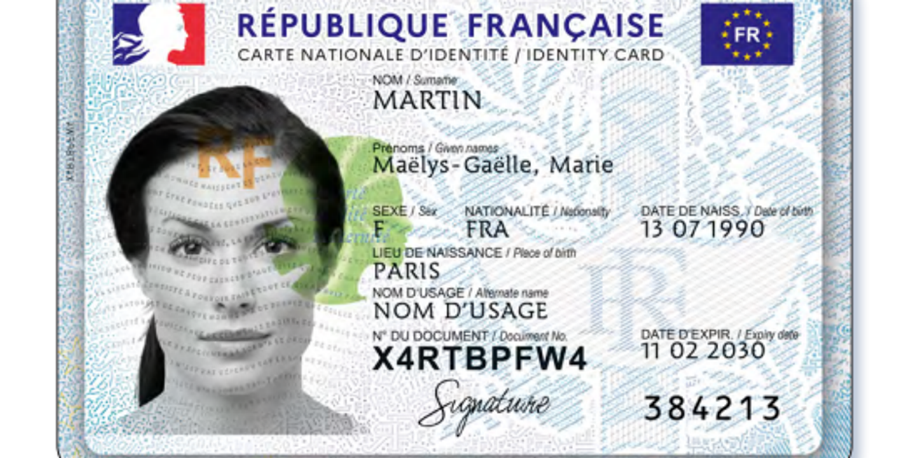 RÉPUBLIQUE FRANÇAISE
FR
CARTE NATIONALE D'IDENTITÉ / IDENTITY CARD
NOM / Surname
MARTIN
Prénoms / Given names
Maëlys-Gaëlle, Marie
SEXE / Sex NATIONALITÉ / Nationality DATE DE NAISS. / Date of birth
F FRA 13 07 1990
LIEU DE NAISSANCE / Place of birth
PARIS
NOM D'USAGE / Alternate name
NOM D'USAGE
N° DU DOCUMENT / Document No. DATE D'EXPIR. / Expiry date
X4RTBPFW4 11 02 2030
Signature
384213
RF
RF